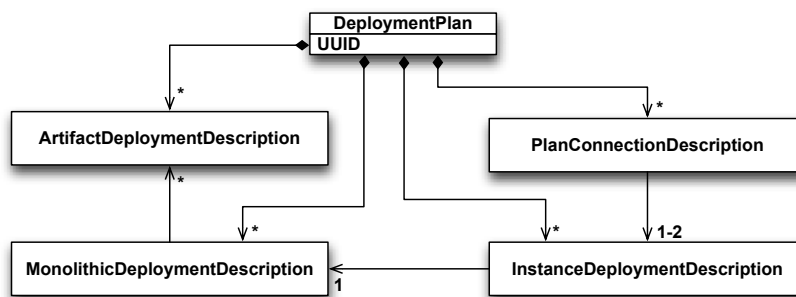 DeploymentPlan
UUID
*
*
ArtifactDeploymentDescription
PlanConnectionDescription
*
*
*
1-2
MonolithicDeploymentDescription
InstanceDeploymentDescription
1